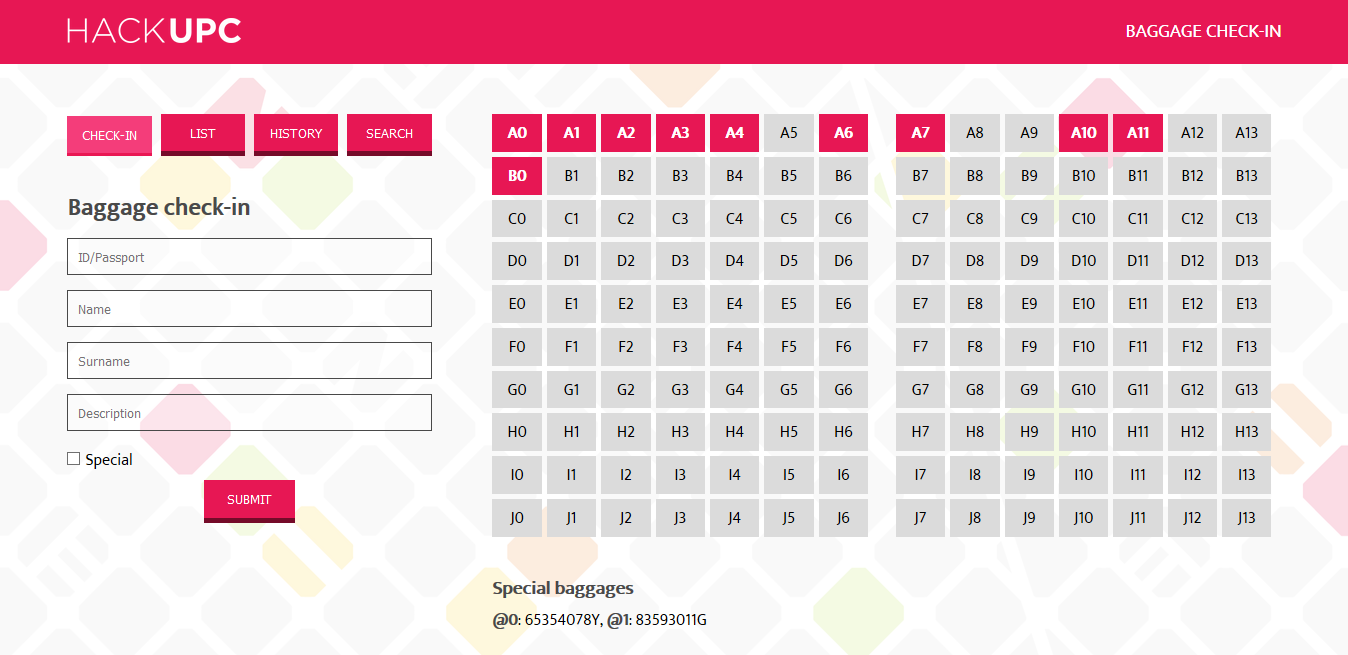 HACKUPC
BAGGAGE CHECK-IN
CHECK-IN LIST HISTORY SEARCH
Baggage check-in
ID/Passport
Name
Surname
Description
Special
SUBMIT
A0 A1 A2 A3 A4 A5 A6 A7 A8 A9 A10 A11 A12 A13
B0 B1 B2 B3 B4 B5 B6 B7 B8 B9 B10 B11 B12 B13
C0 C1 C2 C3 C4 C5 C6 C7 C8 C9 C10 C11 C12 C13
D0 D1 D2 D3 D4 D5 D6 D7 D8 D9 D10 D11 D12 D13
E0 E1 E2 E3 E4 E5 E6 E7 E8 E9 E10 E11 E12 E13
F0 F1 F2 F3 F4 F5 F6 F7 F8 F9 F10 F11 F12 F13
G0 G1 G2 G3 G4 G5 G6 G7 G8 G9 G10 G11 G12 G13
H0 H1 H2 H3 H4 H5 H6 H7 H8 H9 H10 H11 H12 H13
I0 I1 I2 I3 I4 I5 I6 I7 I8 I9 I10 I11 I12 I13
J0 J1 J2 J3 J4 J5 J6 J7 J8 J9 J10 J11 J12 J13
Special baggages
@0: 65354078Y, @1: 83593011G